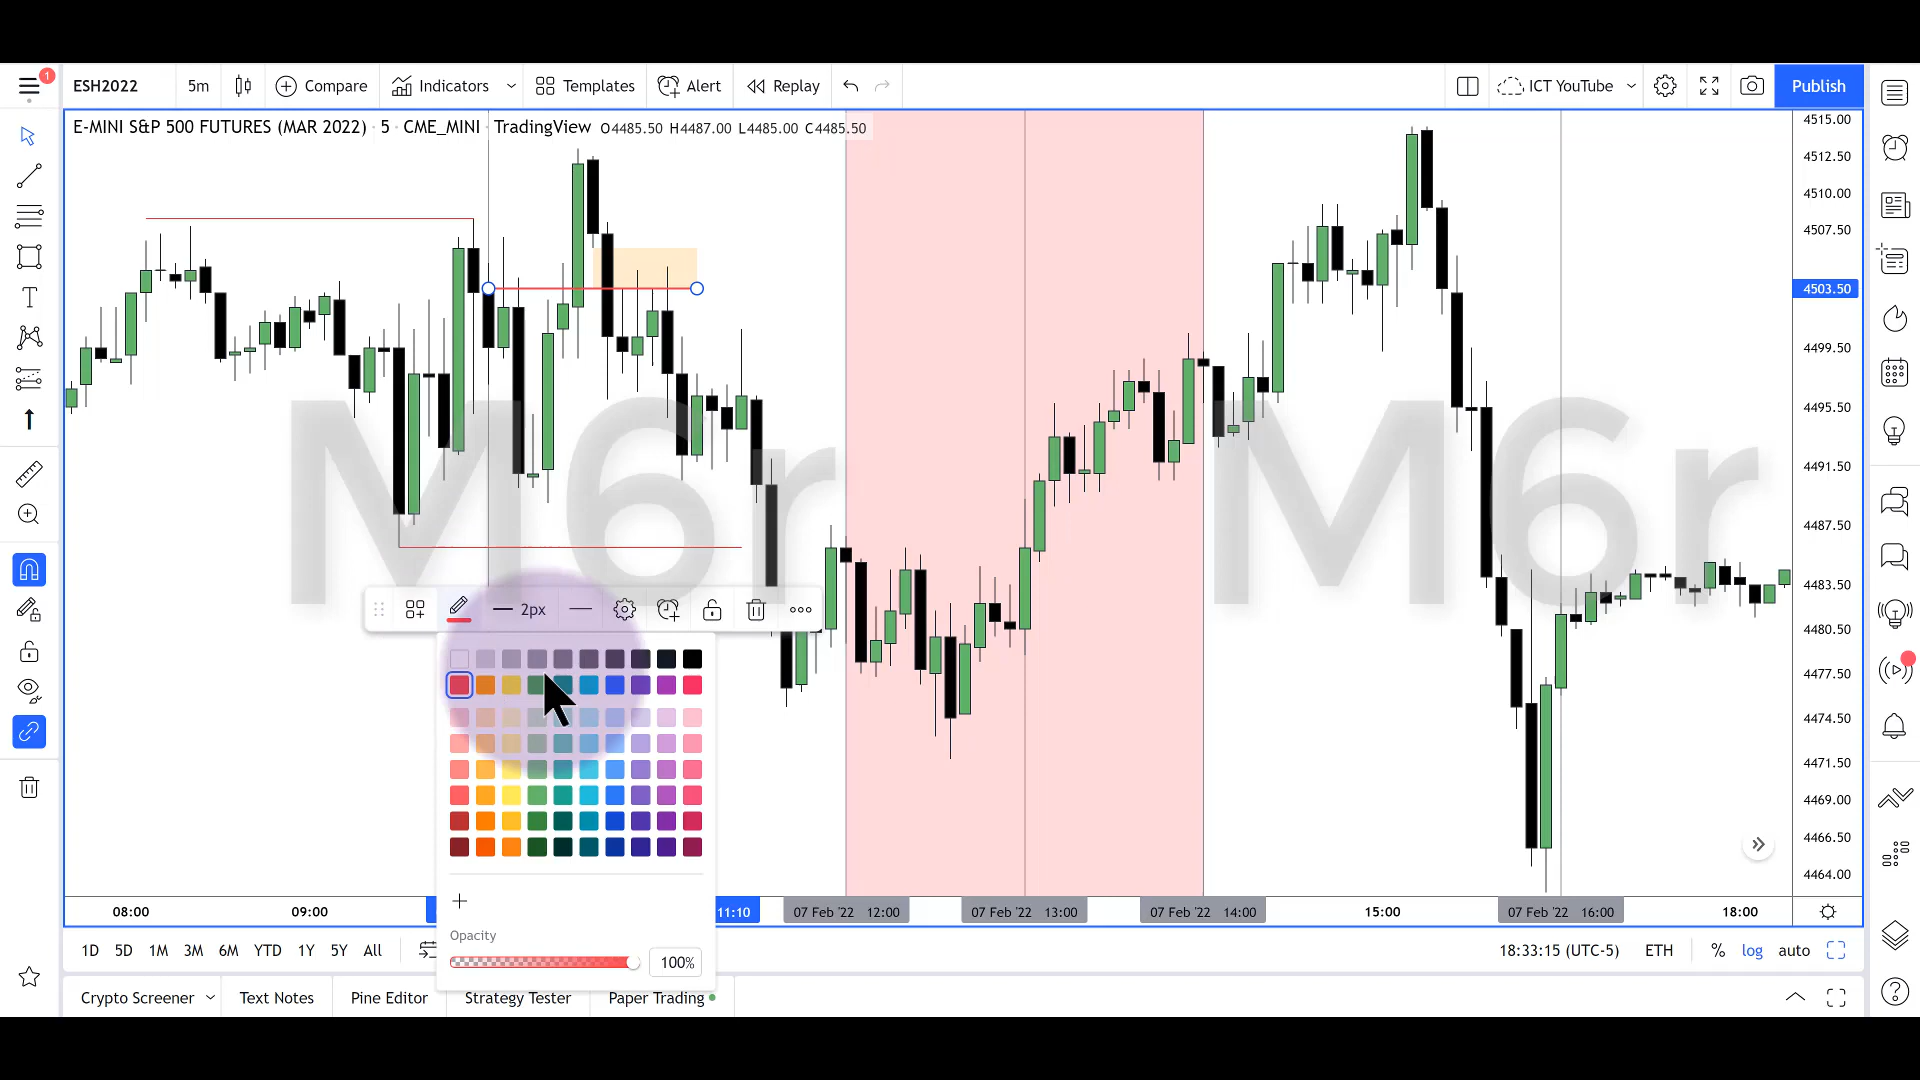 1
ESH2022 5m Compare Indicators Templates Alert Replay ICT YouTube Publish
E-MINI S&P 500 FUTURES (MAR 2022) · 5 · CME_MINI · TradingView O4485.50 H4487.00 L4485.00 C4485.50
4515.00
4512.50
4510.00
4507.50
4503.50
4499.50
4495.50
M6r M6r
4491.50
4487.50
4483.50
2px
4480.50
4477.50
4474.50
4471.50
4469.00
4466.50
4464.00
08:00 09:00 11:10 07 Feb '22 12:00 07 Feb '22 13:00 07 Feb '22 14:00 15:00 07 Feb '22 16:00 18:00
Opacity
1D 5D 1M 3M 6M YTD 1Y 5Y All 100% 18:33:15 (UTC-5) ETH % log auto
Crypto Screener Text Notes Pine Editor Strategy Tester Paper Trading